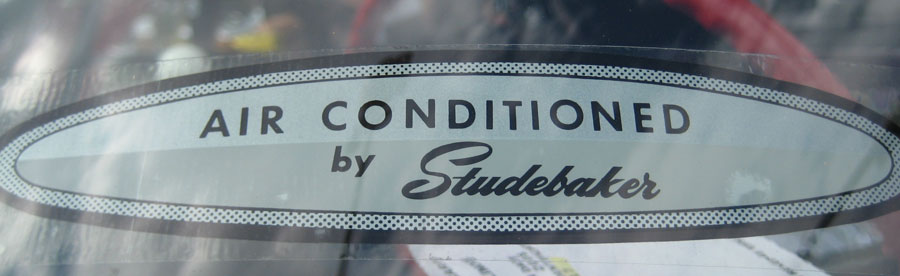 AIR CONDITIONED
by Studebaker